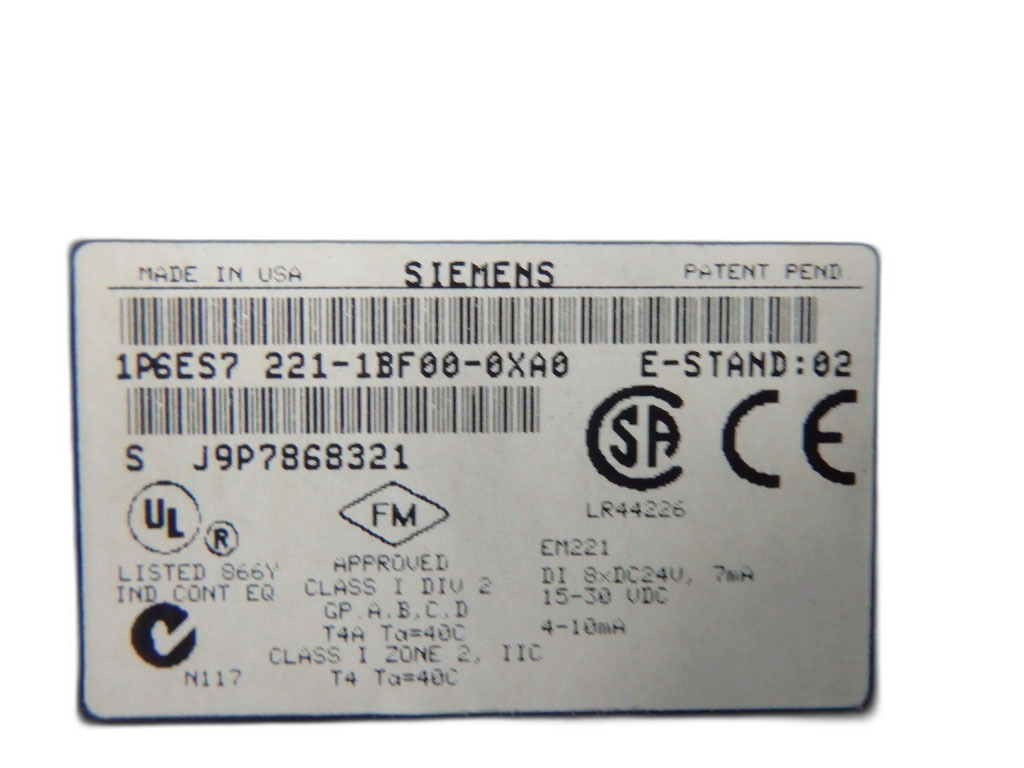 MADE IN USA SIEMENS PATENT PEND.
1P6ES7 221-1BF00-0XA0 E-STAND:02
S J9P7868321
SA CE
LR44226
UL ®
LISTED 866Y
IND.CONT.EQ
FM
APPROVED
CLASS I DIV 2
GP.A.B,C,D
T4A Ta=40C
CLASS I ZONE 2, IIC
T4 Ta=40C
EM221
DI 8xDC24V, 7mA
15-30 VDC
4-10mA
N117